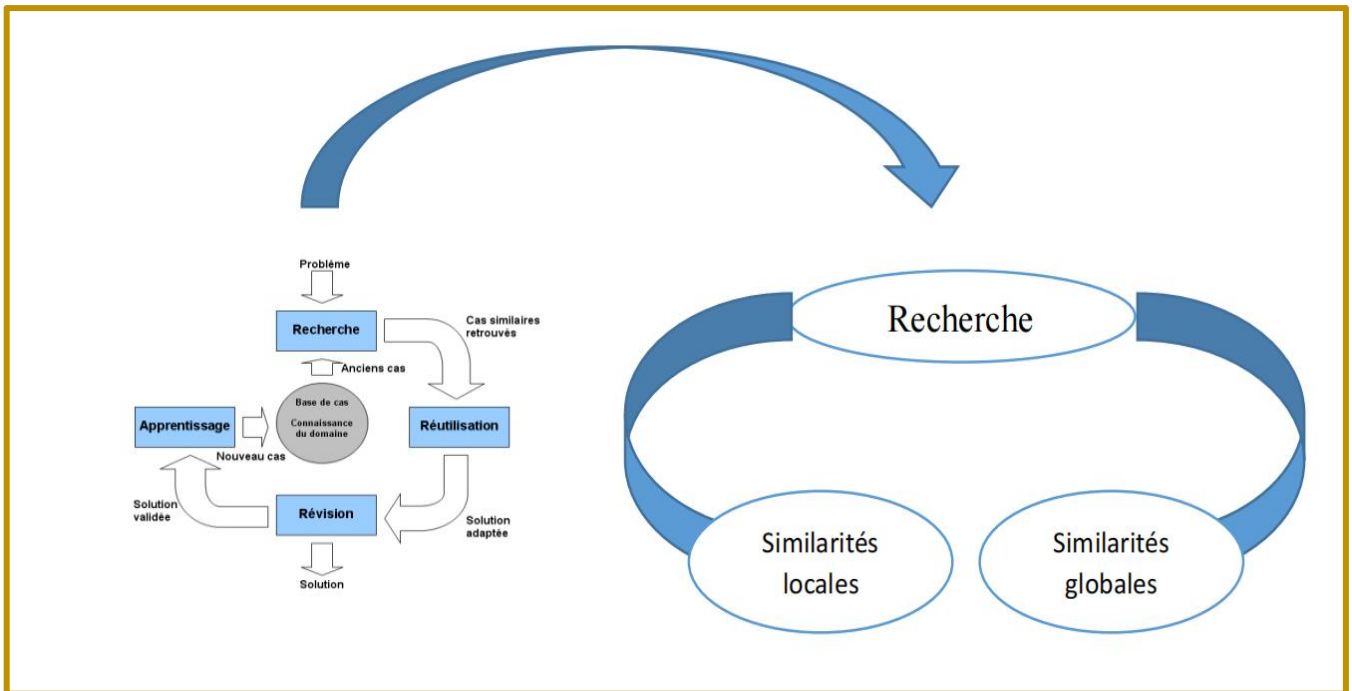 Problème
Recherche
Cas similaires
retrouvés
Anciens cas
Base de cas
Connaissance
du domaine
Apprentissage
Réutilisation
Nouveau cas
Solution
validée
Révision
Solution
adaptée
Solution
Recherche
Similarités
locales
Similarités
globales